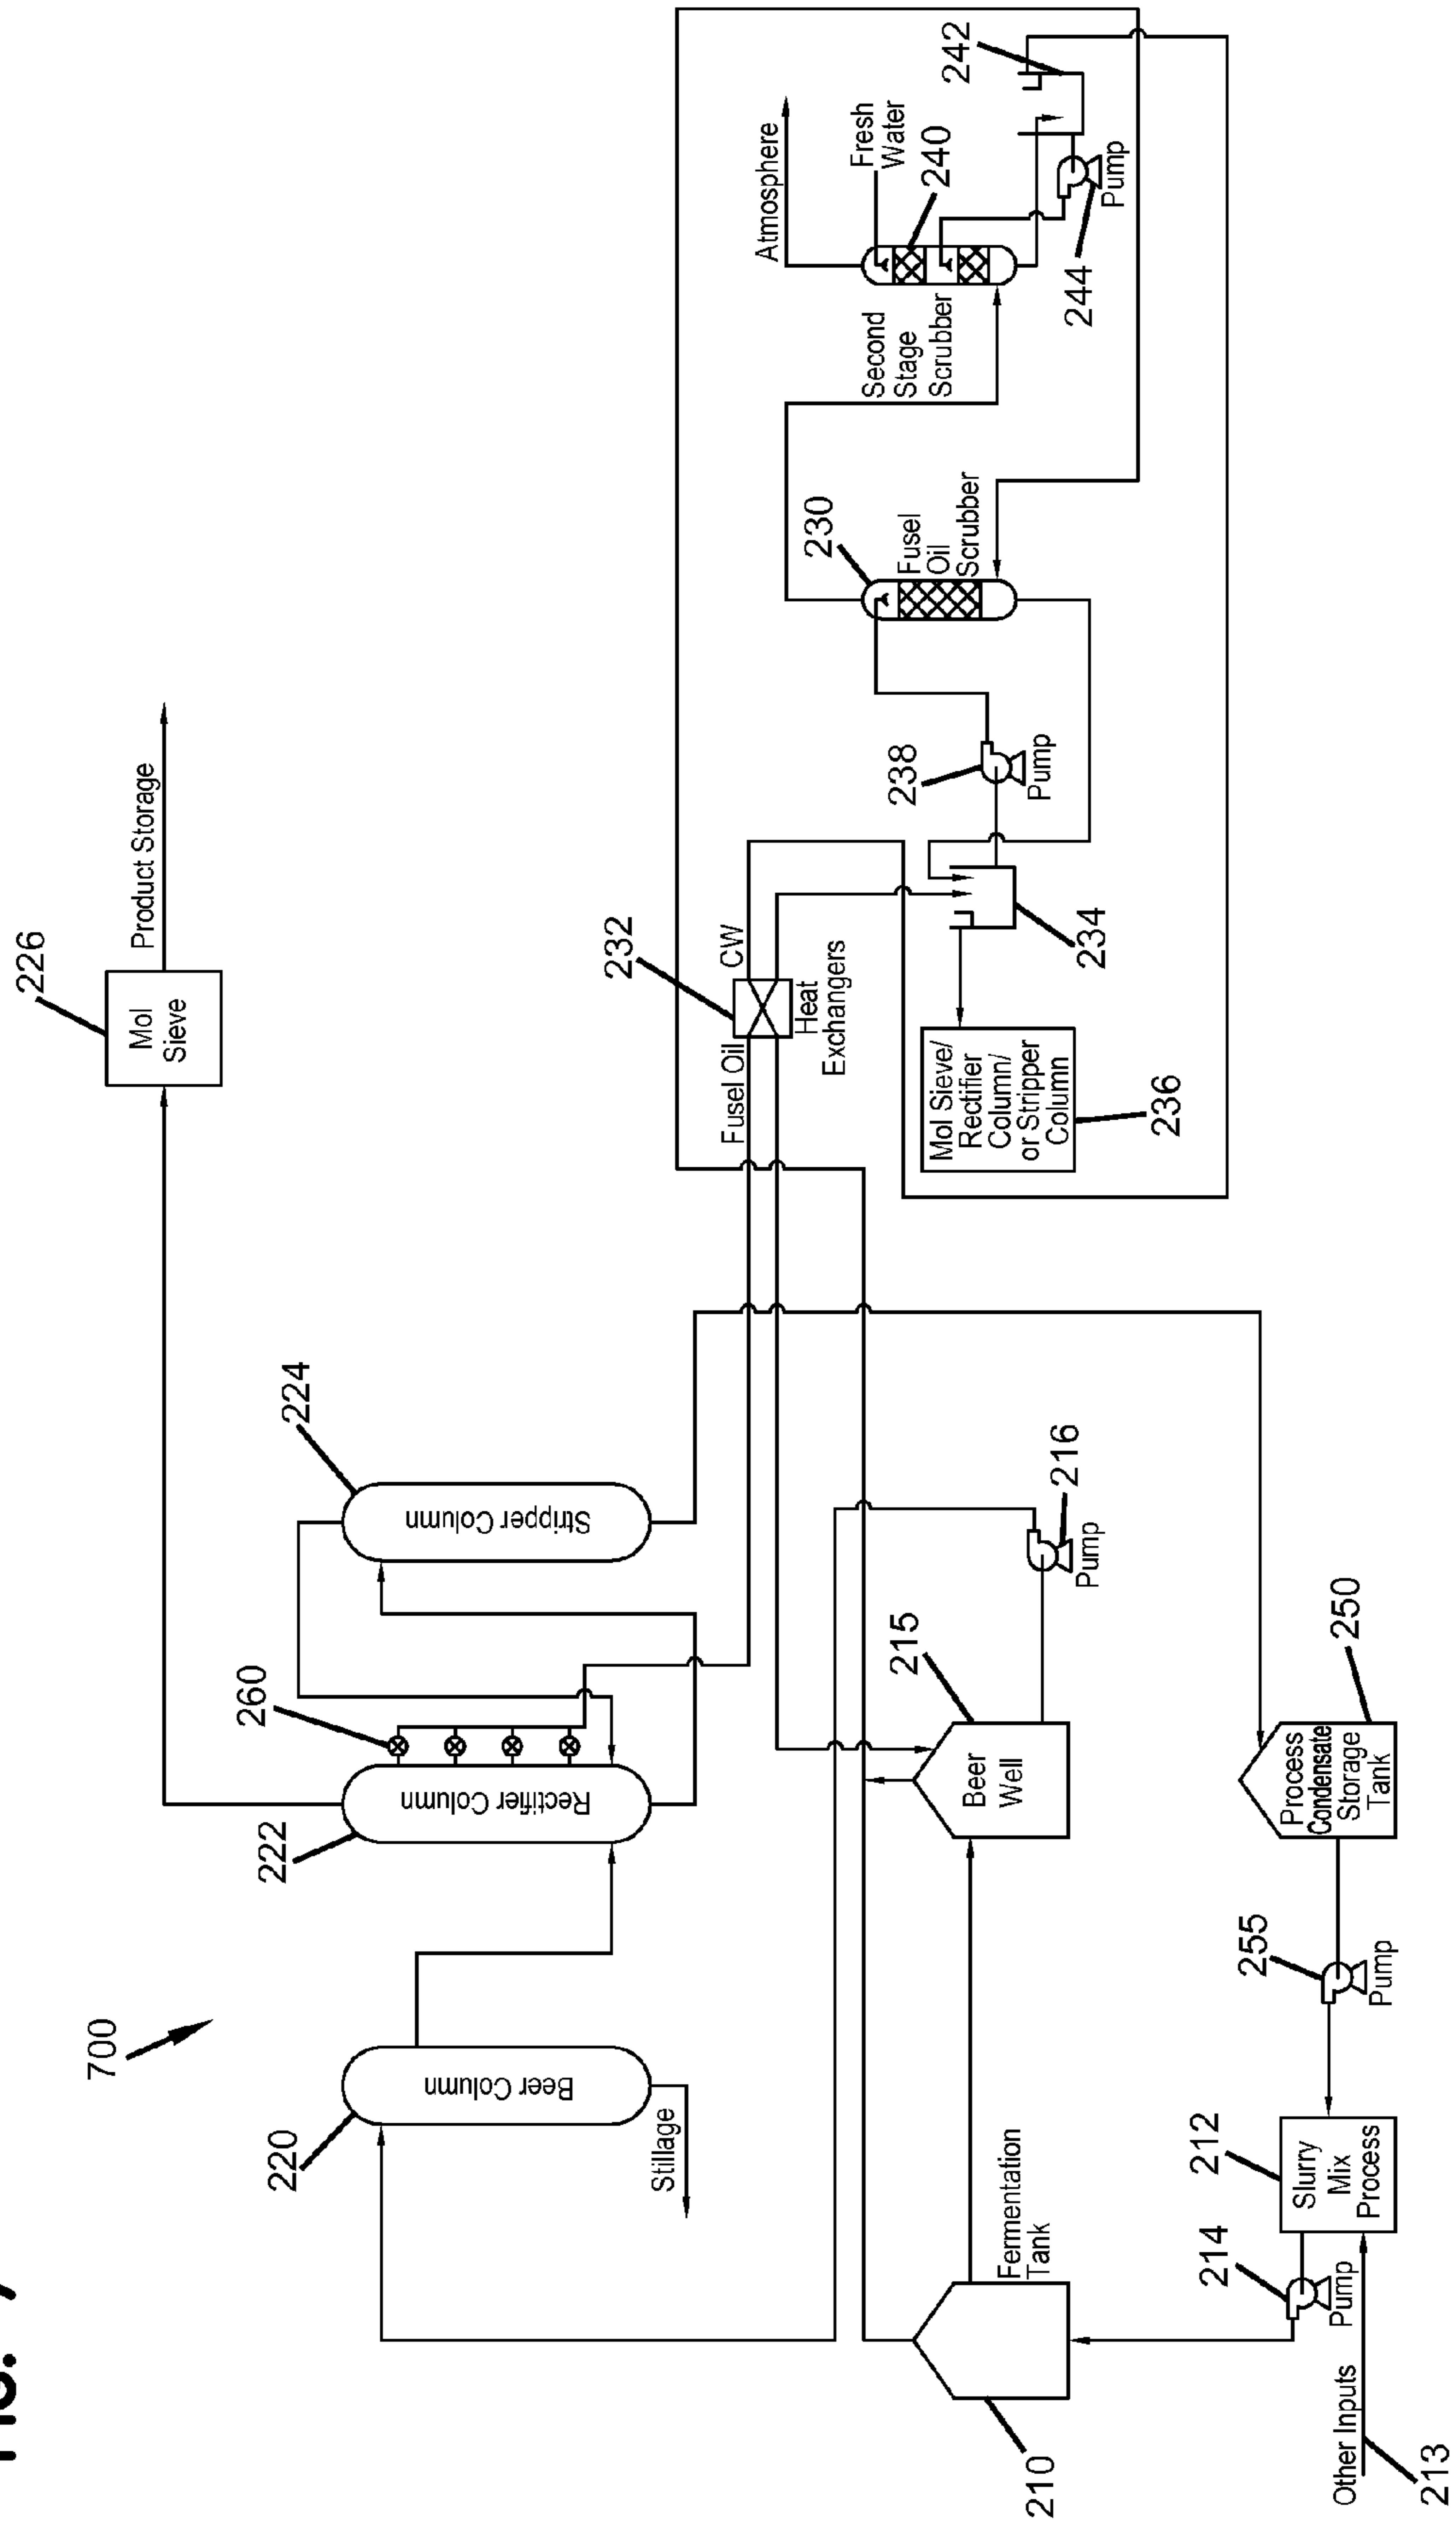 FIG. 7
700
226
Mol
Sieve
Product Storage
220
Beer Column
Stillage
222
Rectifier Column
260
224
Stripper Column
Fusel Oil
232
CW
Heat
Exchangers
Atmosphere
Fresh
Water
240
242
Second
Stage
Scrubber
244
Pump
230
Fusel
Oil
Scrubber
238
Pump
234
Mol Sieve/
Rectifier
Column/
or Stripper
Column
236
210
Fermentation
Tank
215
Beer
Well
216
Pump
Other Inputs
213
214
Pump
212
Slurry
Mix
Process
255
Pump
250
Process
Condensate
Storage
Tank